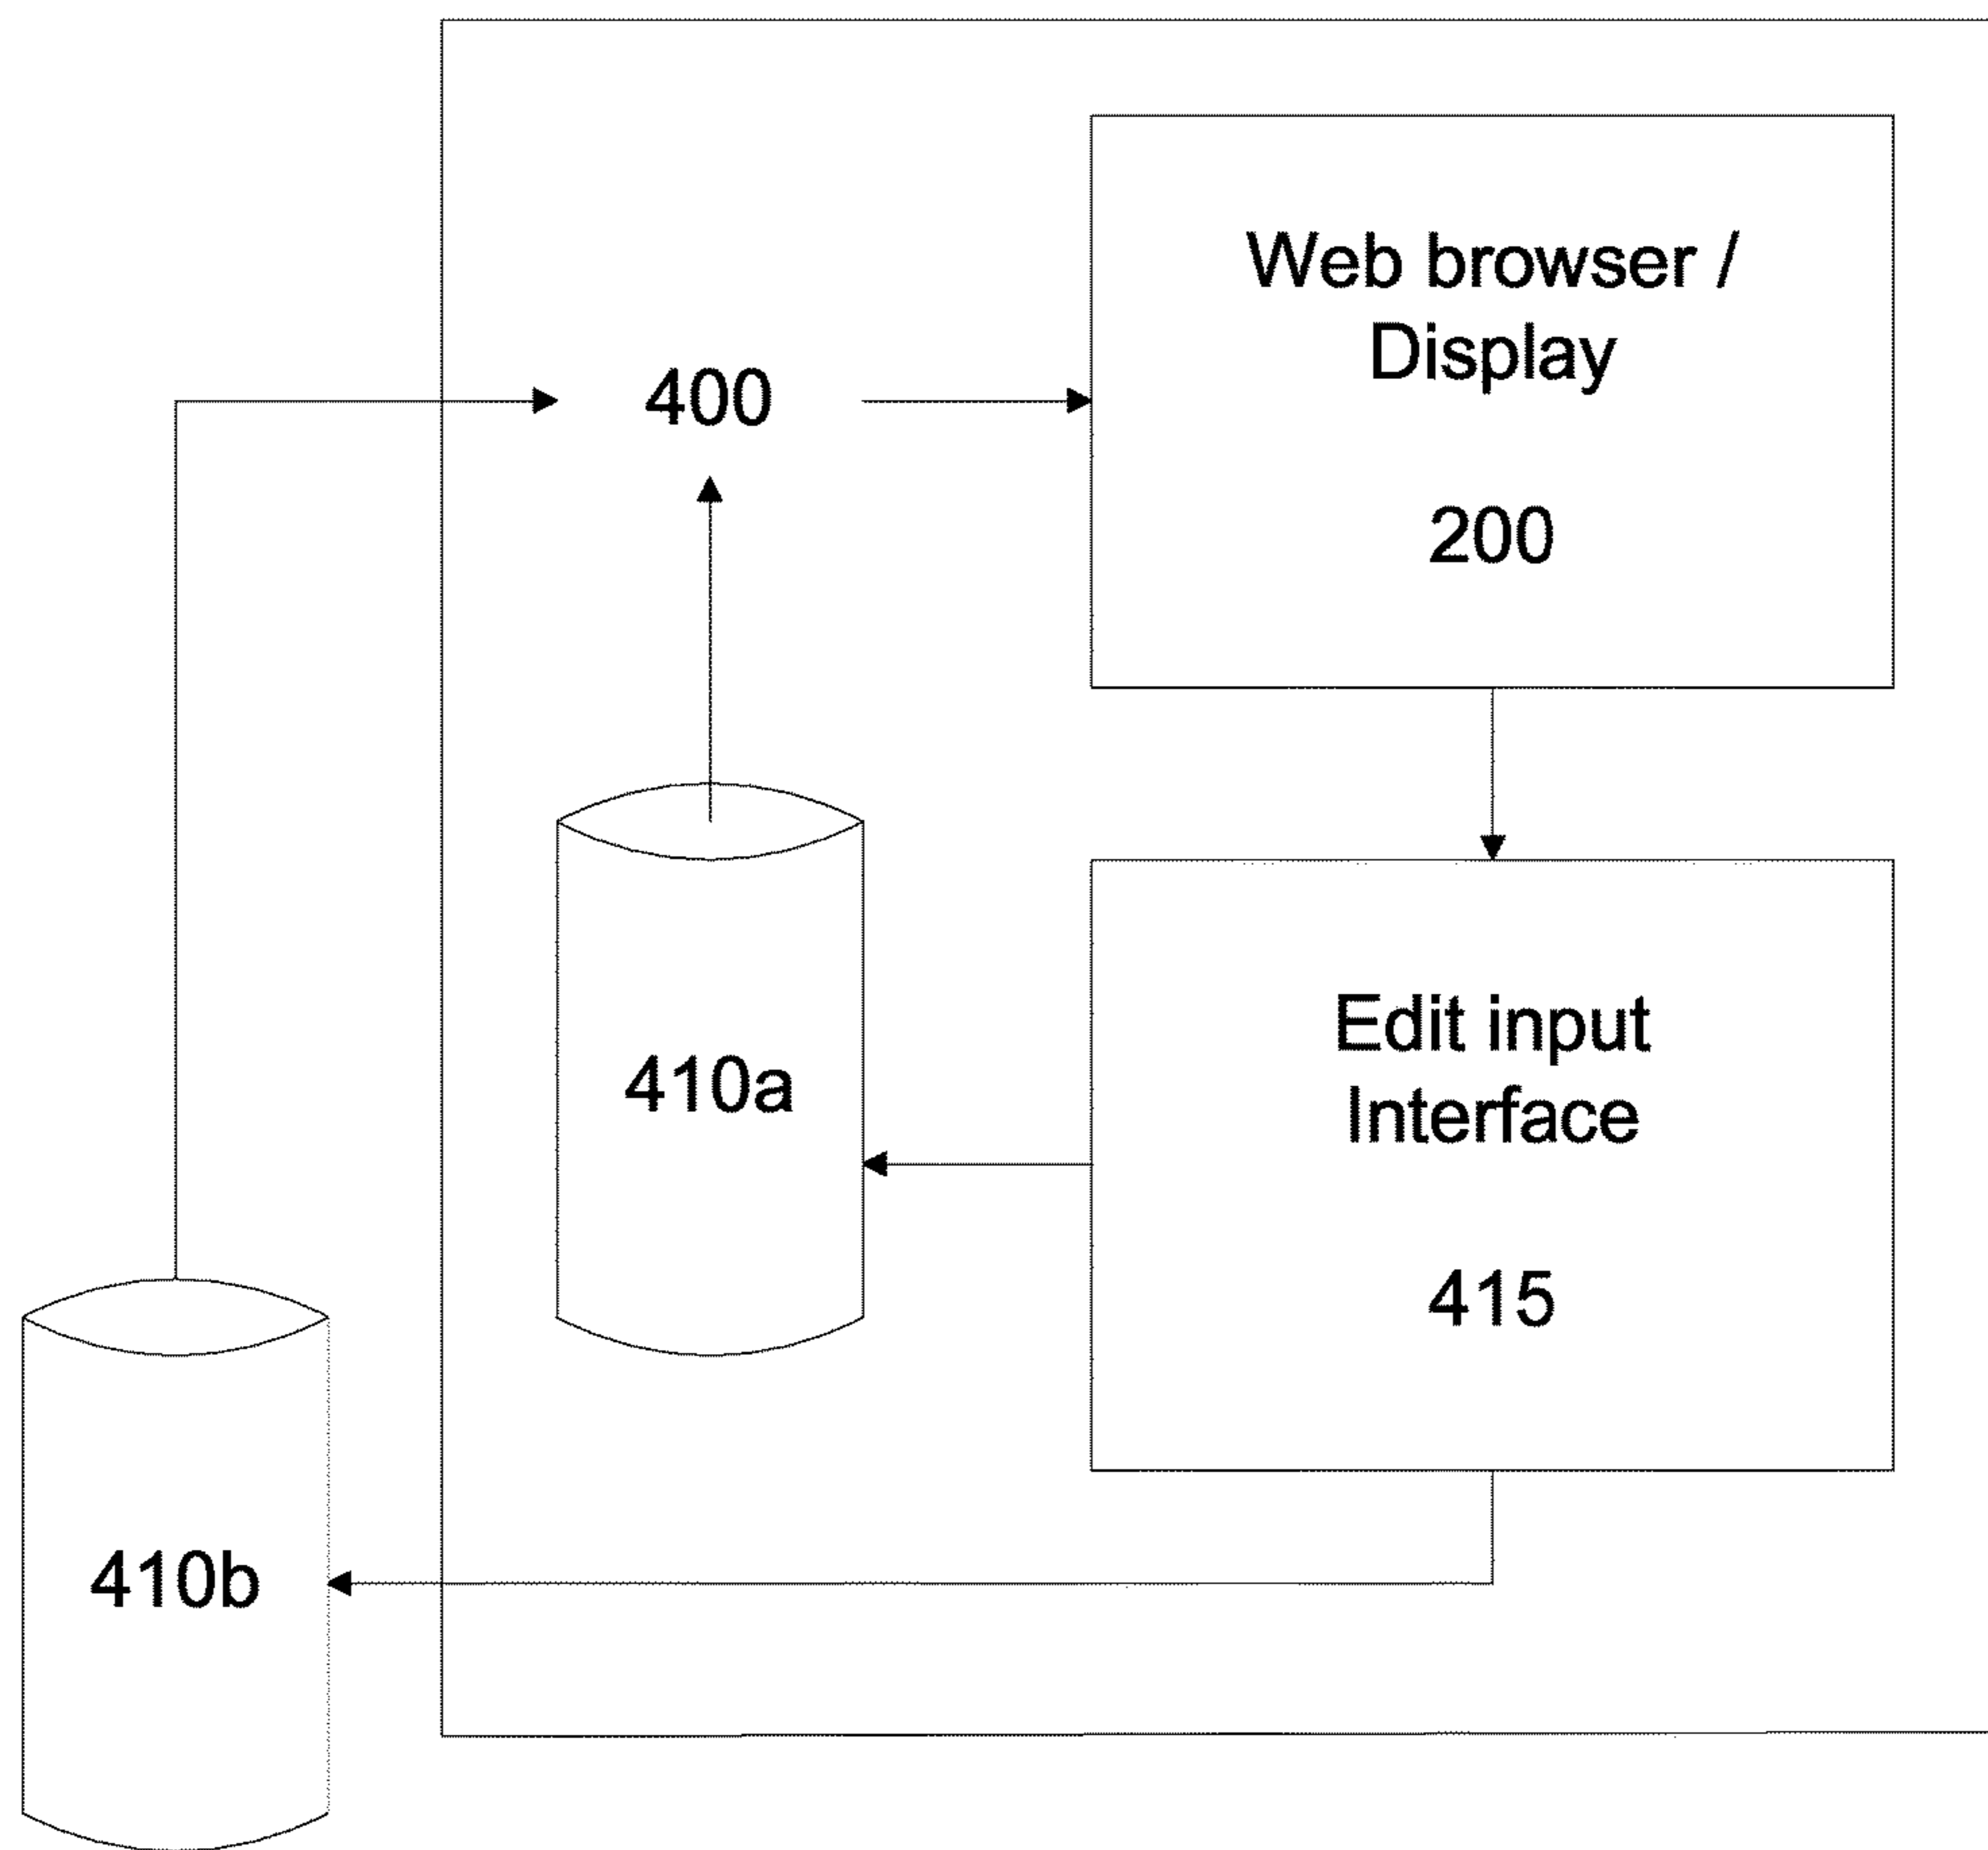 Web browser /
Display
400
200
410a
Edit input
Interface
415
410b